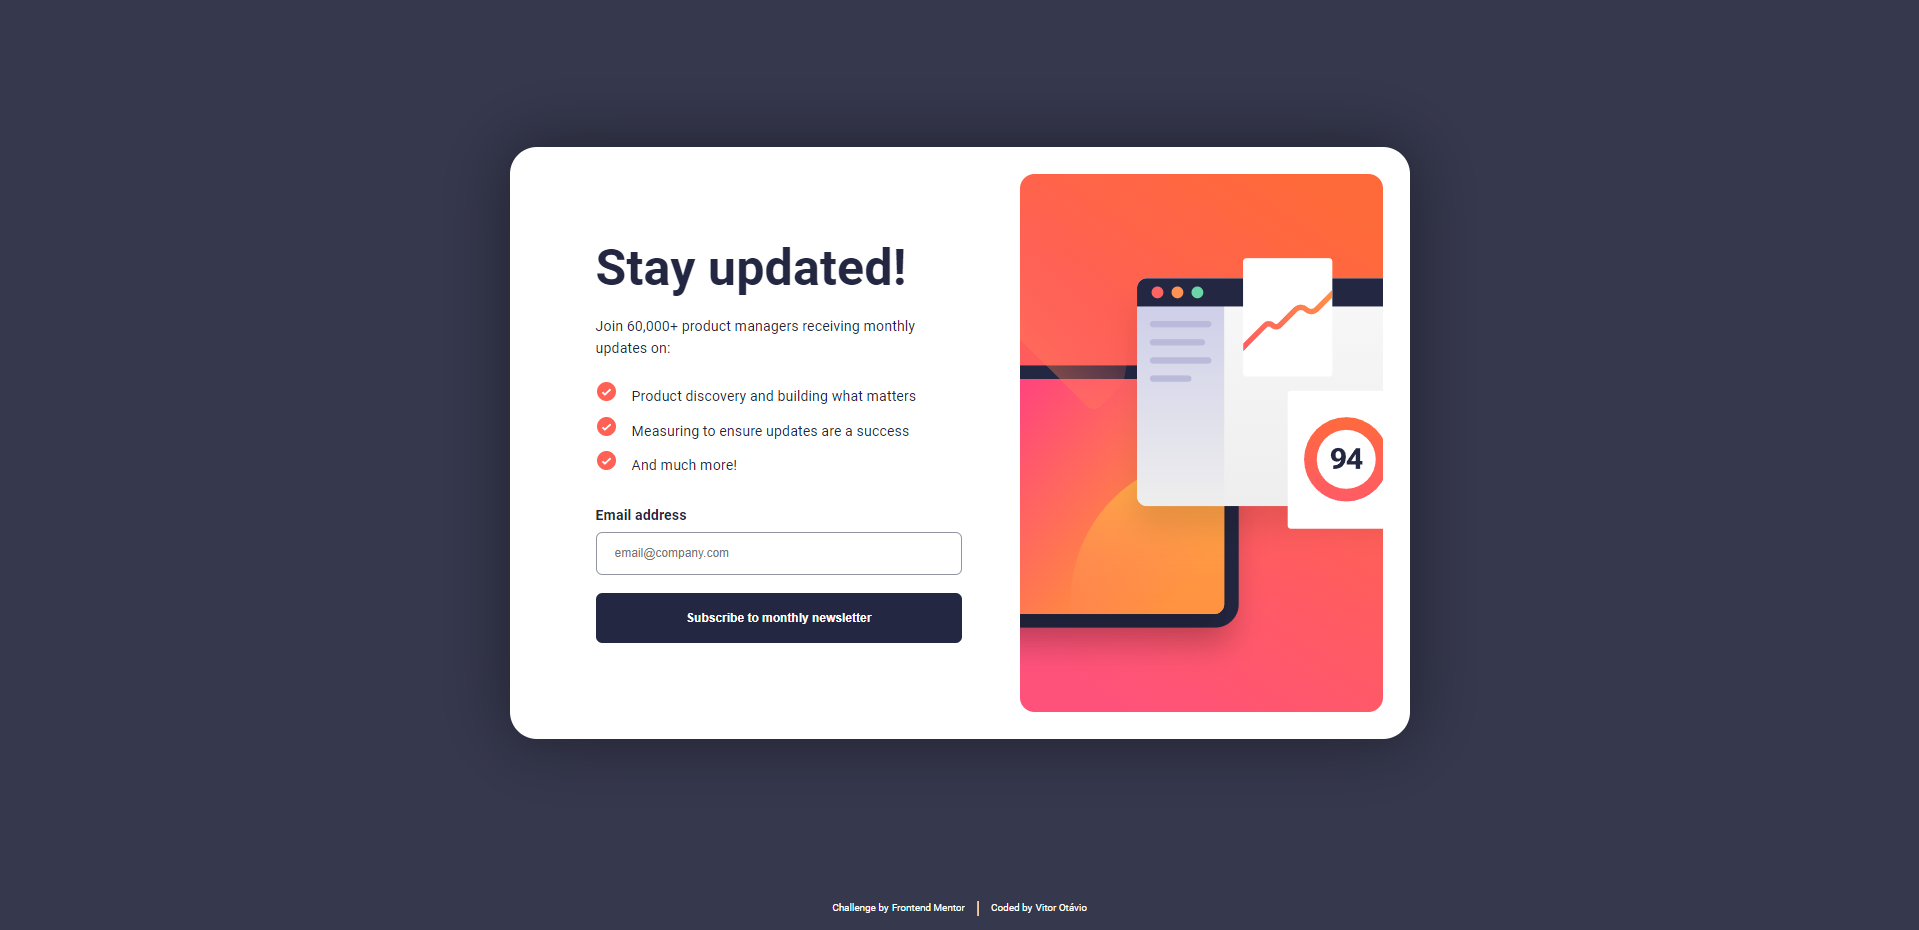 Stay updated!
Join 60,000+ product managers receiving monthly
updates on:
Product discovery and building what matters
Measuring to ensure updates are a success
And much more!
Email address
email@company.com
Subscribe to monthly newsletter
94
Challenge by Frontend Mentor | Coded by Vitor Otávio